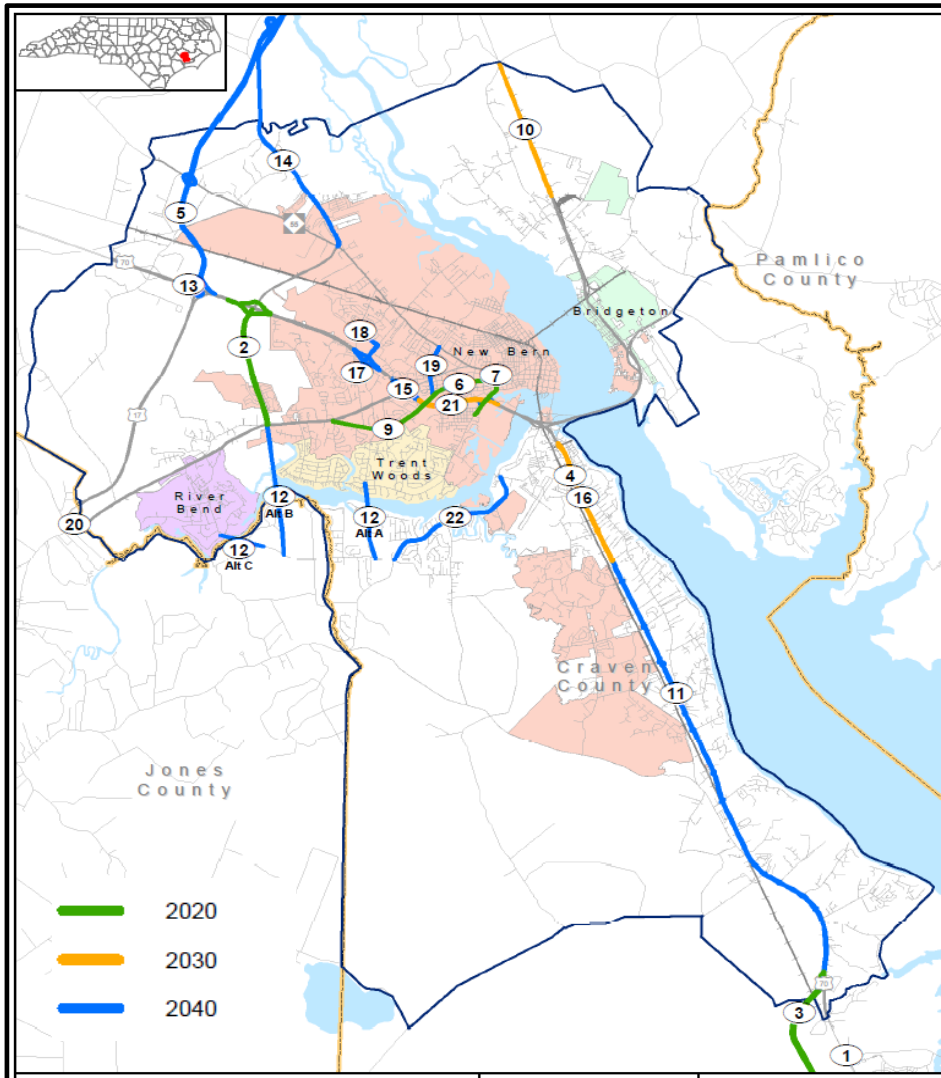 10
14
5
55
Pamlico
County
70
13
Bridgeton
18
2
New Bern
19
17
7
6
15
21
17
9
Trent
Woods
4
River
Bend
12
Alt B
16
20
12
Alt A
22
12
Alt C
Craven
County
11
Jones
County
2020
2030
2040
70
3
1